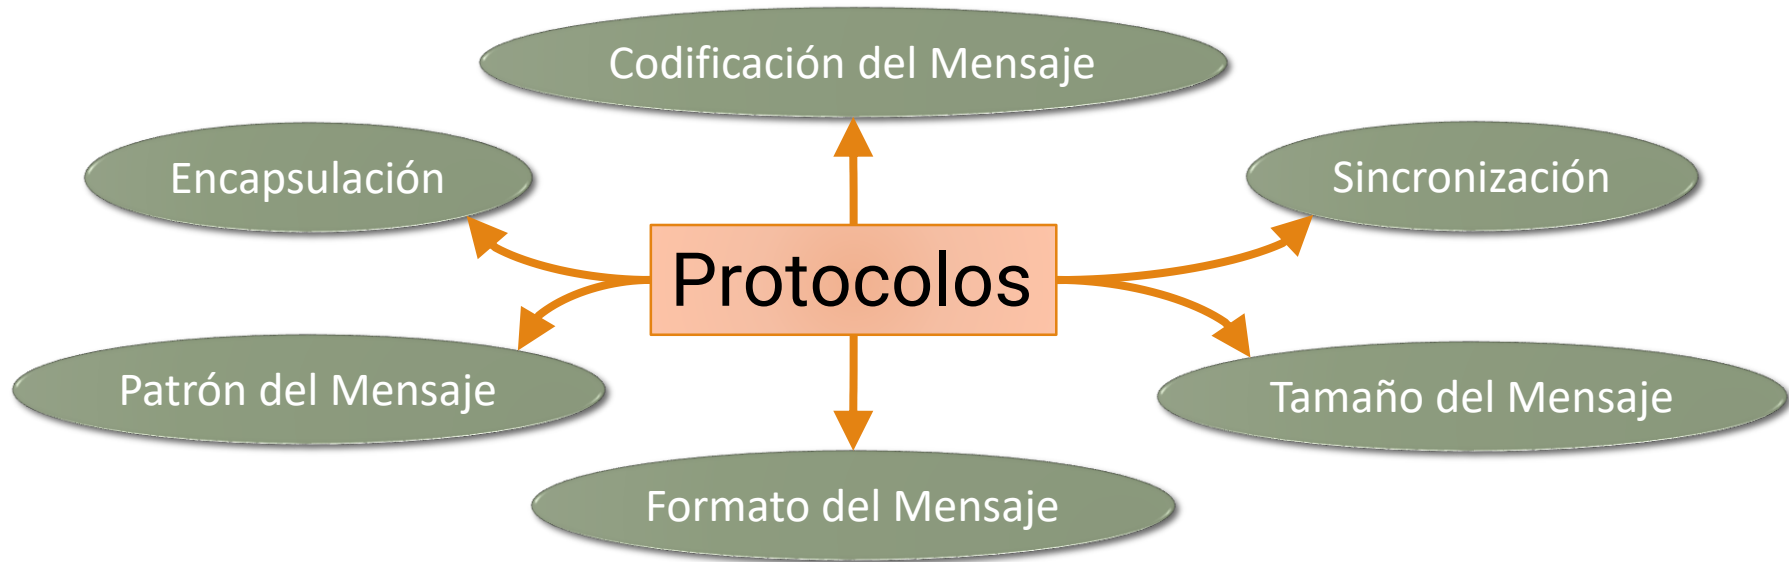 Codificación del Mensaje
Encapsulación
Sincronización
Protocolos
Patrón del Mensaje
Tamaño del Mensaje
Formato del Mensaje